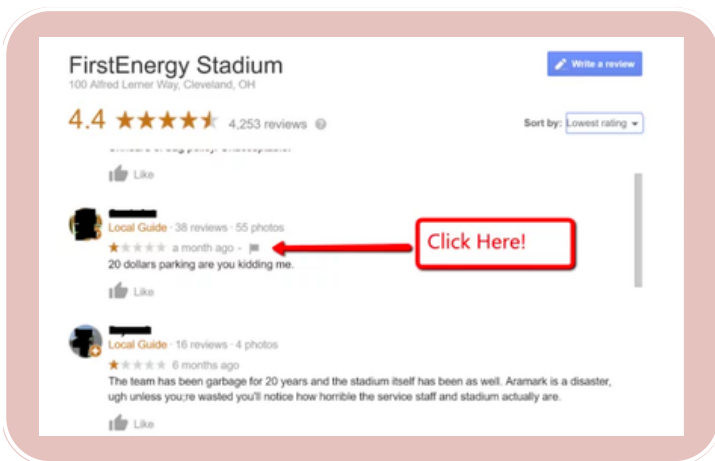 FirstEnergy Stadium
100 Alfred Lerner Way, Cleveland, OH
Write a review
4.4 4,253 reviews
Sort by: Lowest rating
Like
Local Guide · 38 reviews · 55 photos
a month ago -
Click Here!
20 dollars parking are you kidding me.
Like
Local Guide · 16 reviews · 4 photos
6 months ago
The team has been garbage for 20 years and the stadium itself has been as well. Aramark is a disaster,
ugh unless you;re wasted you'll notice how horrible the service staff and stadium actually are.
Like